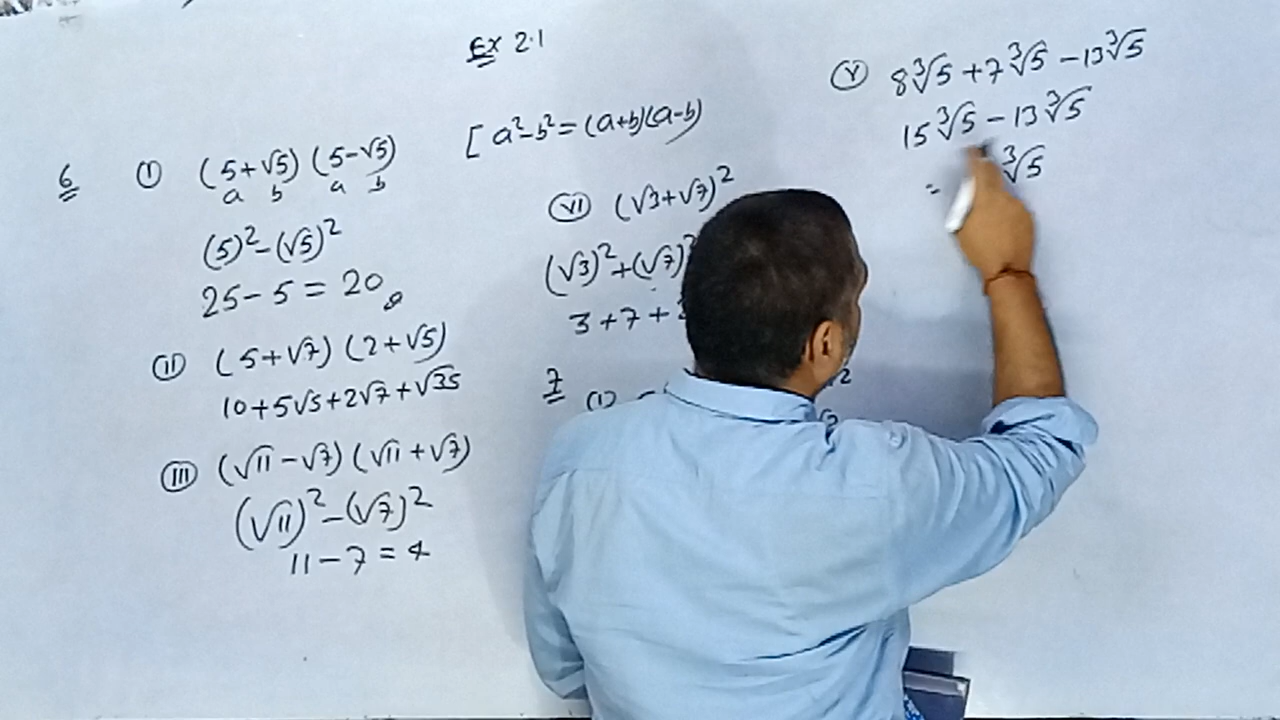 Ex 2.1
6 (I) (5+√5) (5-√5)
a b a b
(5)²-(√5)²
25-5 = 20
(II) (5+√7) (2+√5)
10+5√5+2√7+√35
(III) (√11-√7) (√11+√7)
(√11)²-(√7)²
11-7=4
[a²-b²=(a+b)(a-b)
(VI) (√3+√7)²
(√3)²+(√7)²
3+7+
7 (I)
(V) 8∛5+7∛5-13∛5
15∛5-13∛5
= ∛5